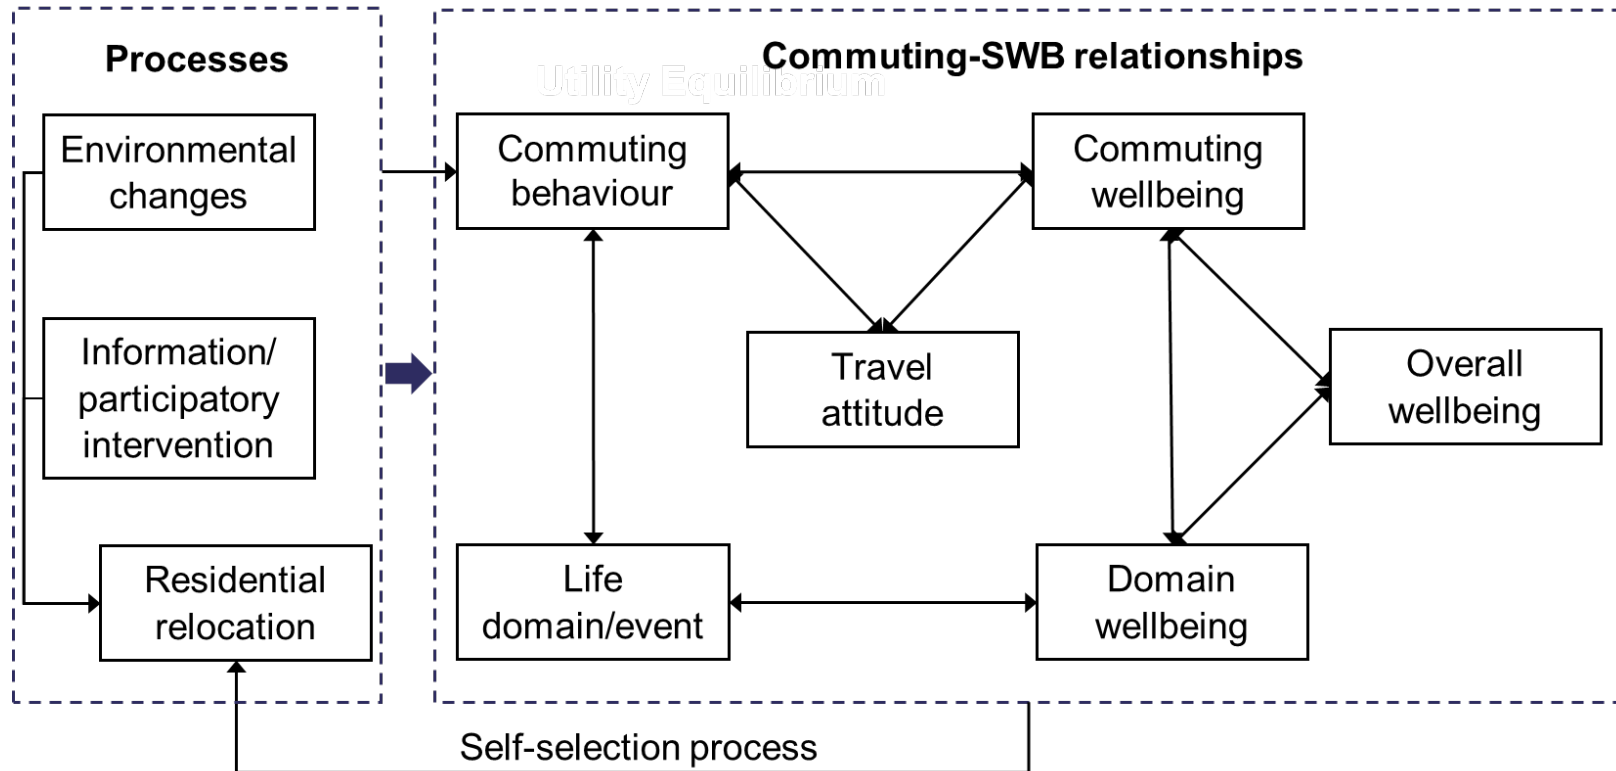 Processes
Commuting-SWB relationships
Utility Equilibrium
Environmental
changes
Commuting
behaviour
Commuting
wellbeing
Information/
participatory
intervention
Travel
attitude
Overall
wellbeing
Residential
relocation
Life
domain/event
Domain
wellbeing
Self-selection process